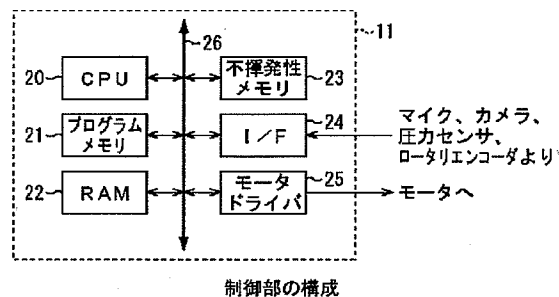 11
26
20
CPU
不揮発性
メモリ
23
21
プログラム
メモリ
I/F
24
マイク、カメラ、
圧力センサ、
ロータリエンコーダより
22
RAM
モータ
ドライバ
25
モータへ
制御部の構成